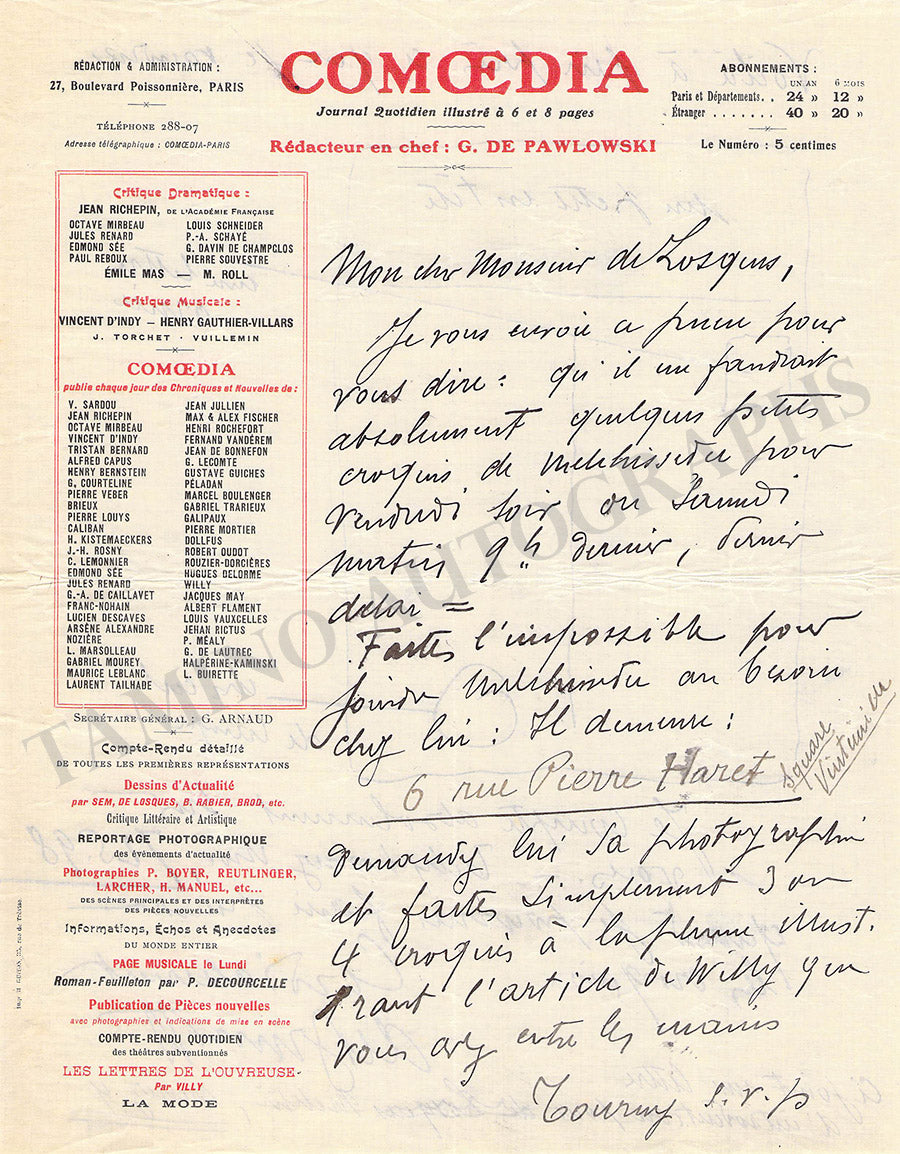 RÉDACTION & ADMINISTRATION :
27, Boulevard Poissonnière, PARIS
TÉLÉPHONE 288-07
Adresse télégraphique : COMŒDIA-PARIS
COMŒDIA
Journal Quotidien illustré à 6 et 8 pages
Rédacteur en chef : G. DE PAWLOWSKI
ABONNEMENTS :
UN AN 6 MOIS
Paris et Départements. . 24 » 12 »
Étranger . . . . . . . 40 » 20 »
Le Numéro : 5 centimes
Critique Dramatique :
JEAN RICHEPIN, DE L'ACADÉMIE FRANÇAISE
OCTAVE MIRBEAU LOUIS SCHNEIDER
JULES RENARD P.-A. SCHAYÉ
EDMOND SÉE G. DAVIN DE CHAMPCLOS
PAUL REBOUX PIERRE SOUVESTRE
ÉMILE MAS — M. ROLL
Critique Musicale :
VINCENT D'INDY — HENRY GAUTHIER-VILLARS
J. TORCHET · VUILLEMIN
COMŒDIA
publie chaque jour des Chroniques et Nouvelles de :
V. SARDOU
JEAN RICHEPIN
OCTAVE MIRBEAU
VINCENT D'INDY
TRISTAN BERNARD
ALFRED CAPUS
HENRY BERNSTEIN
G. COURTELINE
PIERRE VEBER
BRIEUX
PIERRE LOUYS
CALIBAN
H. KISTEMAECKERS
J.-H. ROSNY
C. LEMONNIER
EDMOND SÉE
JULES RENARD
G.-A. DE CAILLAVET
FRANC-NOHAIN
LUCIEN DESCAVES
ARSÈNE ALEXANDRE
NOZIÈRE
L. MARSOLLEAU
GABRIEL MOUREY
MAURICE LEBLANC
LAURENT TAILHADE
JEAN JULLIEN
MAX & ALEX FISCHER
HENRI ROCHEFORT
FERNAND VANDÉREM
JEAN DE BONNEFON
G. LECOMTE
GUSTAVE GUICHES
PÉLADAN
MARCEL BOULENGER
GABRIEL TRARIEUX
GALIPAUX
PIERRE MORTIER
DOLLFUS
ROBERT OUDOT
ROUZIER-DORCIÈRES
HUGUES DELORME
WILLY
JACQUES MAY
ALBERT FLAMENT
LOUIS VAUXCELLES
JEHAN RICTUS
P. MÉALY
G. DE LAUTREC
HALPÉRINE-KAMINSKI
L. BUIRETTE
SECRÉTAIRE GÉNÉRAL : G. ARNAUD
Compte-Rendu détaillé
DE TOUTES LES PREMIÈRES REPRÉSENTATIONS
Dessins d'Actualité
par SEM, DE LOSQUES, B. RABIER, BROD, etc.
Critique Littéraire et Artistique
REPORTAGE PHOTOGRAPHIQUE
des événements d'actualité
Photographies P. BOYER, REUTLINGER,
LARCHER, H. MANUEL, etc...
DES SCÈNES PRINCIPALES ET DES INTERPRÈTES
DES PIÈCES NOUVELLES
Informations, Échos et Anecdotes
DU MONDE ENTIER
PAGE MUSICALE le Lundi
Roman-Feuilleton par P. DECOURCELLE
Publication de Pièces nouvelles
avec photographies et indications de mise en scène
COMPTE-RENDU QUOTIDIEN
des théâtres subventionnés
LES LETTRES DE L'OUVREUSE
Par VILLY
LA MODE
Mon cher Monsieur de Losques,
Je vous envoie a pneu pour
vous dire : qu'il me faudrait
absolument quelques petits
croquis de Melchissedec pour
Vendredi soir ou Samedi
matin 9h dernier, dernier
delai =
Faites l'impossible pour
joindre Melchissedec au besoin
chez lui : Il demeure :
6 rue Pierre Haret
Square
Vintimille
Demandez lui sa photographie
et faites simplement 3 ou
4 croquis à la plume illust.
trant l'article de Willy que
vous avez entre les mains
Tournez s.v.p
TAMINO AUTOGRAPHS